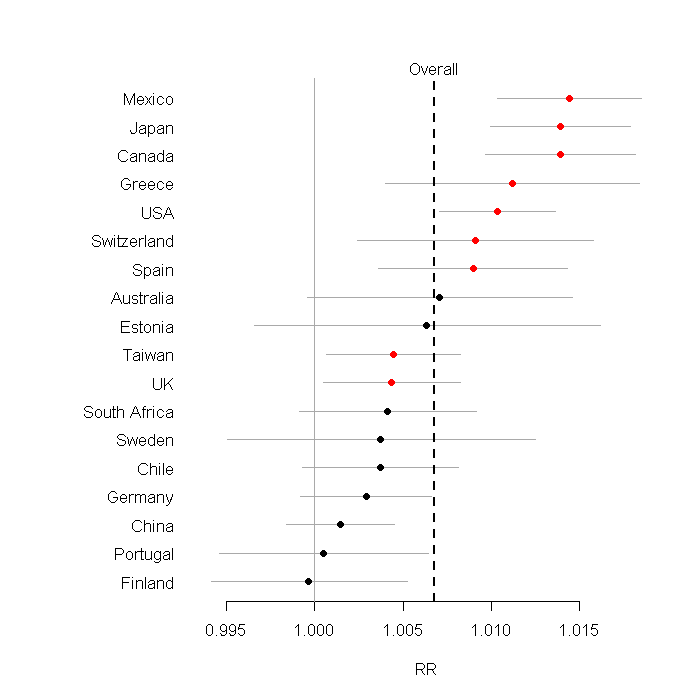 Overall
Mexico
Japan
Canada
Greece
USA
Switzerland
Spain
Australia
Estonia
Taiwan
UK
South Africa
Sweden
Chile
Germany
China
Portugal
Finland
0.995 1.000 1.005 1.010 1.015
RR